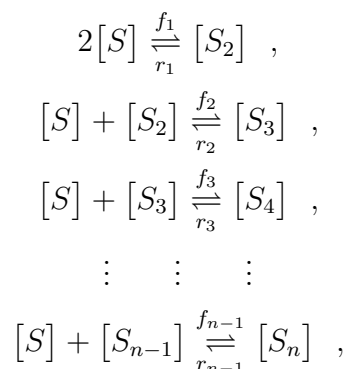 2[S] ⇌ [S₂] , f₁ r₁
[S] + [S₂] ⇌ [S₃] , f₂ r₂
[S] + [S₃] ⇌ [S₄] , f₃ r₃
⋮ ⋮ ⋮
[S] + [Sₙ₋₁] ⇌ [Sₙ] , fₙ₋₁ rₙ₋₁